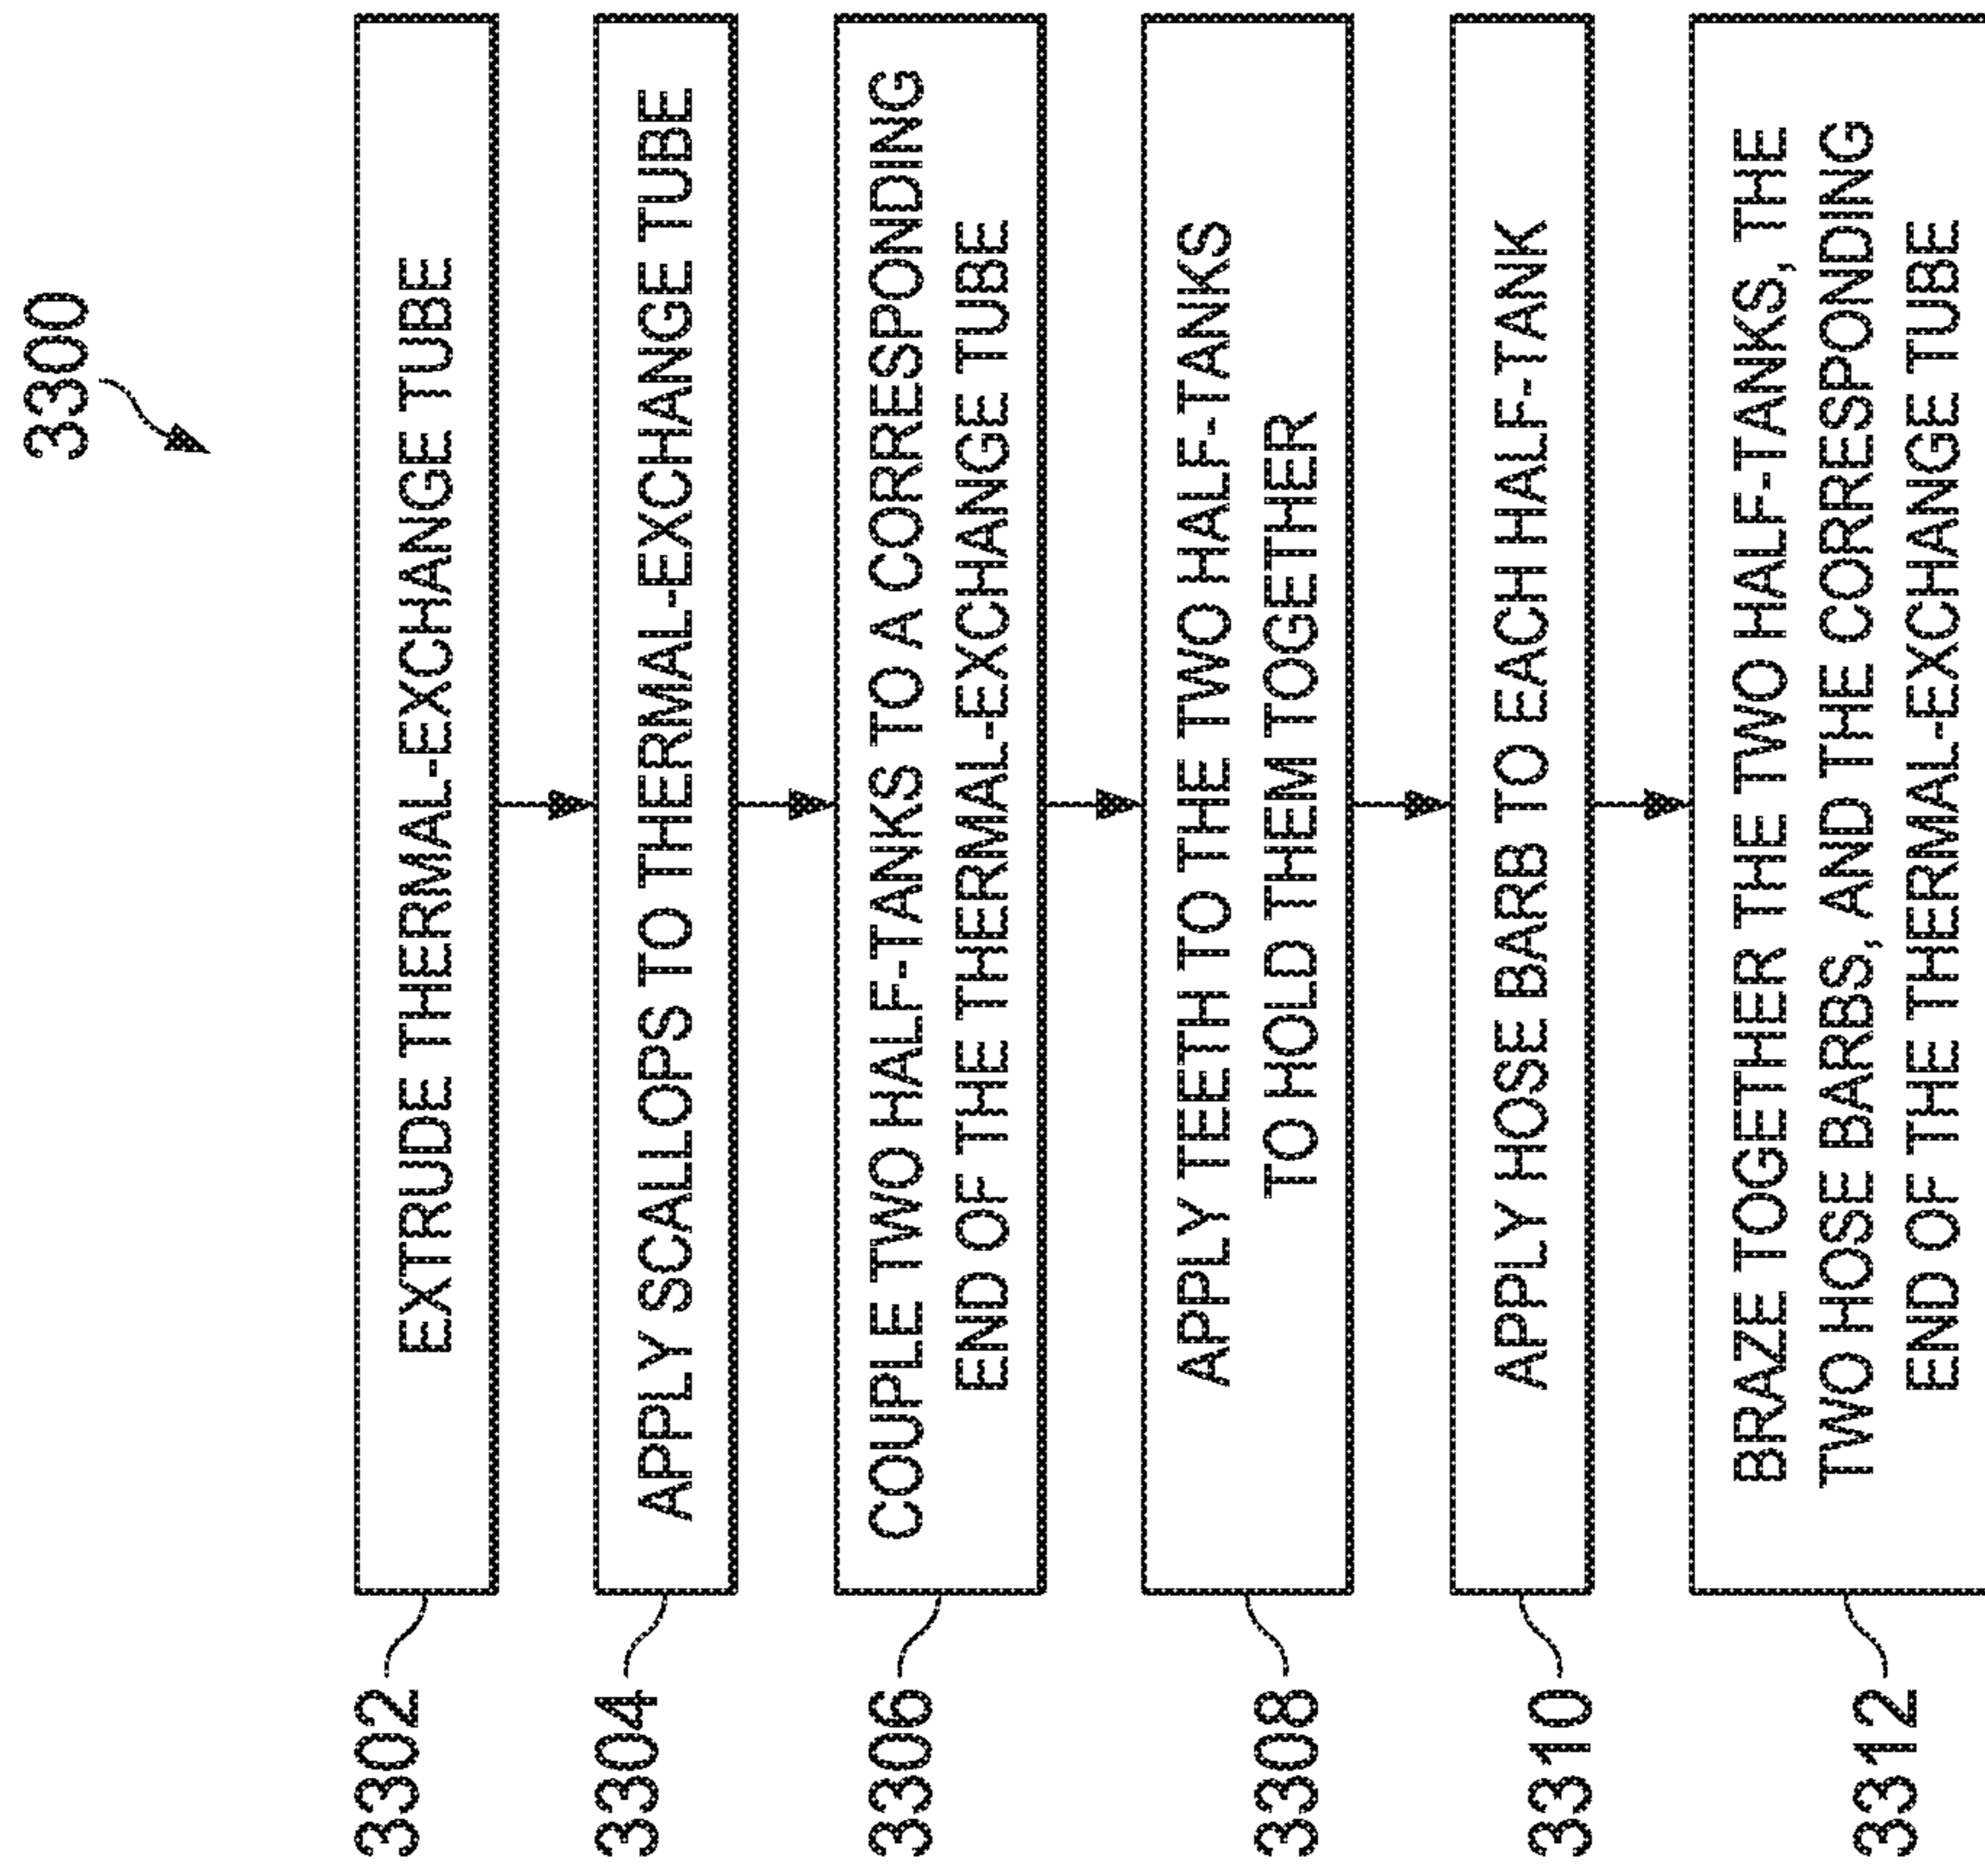 3300
3302
EXTRUDE THERMAL-EXCHANGE TUBE
3304
APPLY SCALLOPS TO THERMAL-EXCHANGE TUBE
3306
COUPLE TWO HALF-TANKS TO A CORRESPONDING
END OF THE THERMAL-EXCHANGE TUBE
3308
APPLY TEETH TO THE TWO HALF-TANKS
TO HOLD THEM TOGETHER
3310
APPLY HOSE BARB TO EACH HALF-TANK
3312
BRAZE TOGETHER THE TWO HALF-TANKS, THE
TWO HOSE BARBS, AND THE CORRESPONDING
END OF THE THERMAL-EXCHANGE TUBE